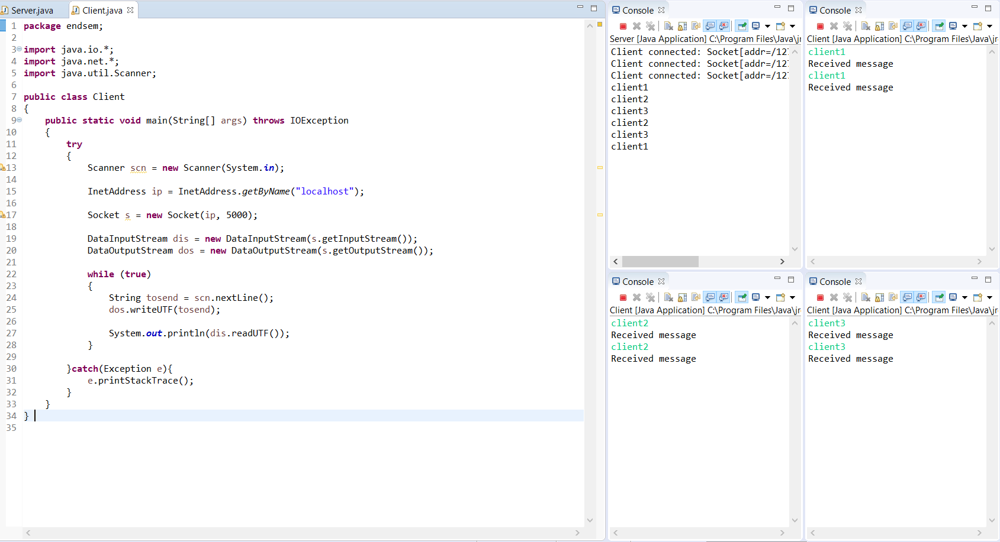 Server.java
Client.java
1 package endsem;
2
3 import java.io.*;
4 import java.net.*;
5 import java.util.Scanner;
6
7 public class Client
8 {
9     public static void main(String[] args) throws IOException
10     {
11         try
12         {
13             Scanner scn = new Scanner(System.in);
14
15             InetAddress ip = InetAddress.getByName("localhost");
16
17             Socket s = new Socket(ip, 5000);
18
19             DataInputStream dis = new DataInputStream(s.getInputStream());
20             DataOutputStream dos = new DataOutputStream(s.getOutputStream());
21
22             while (true)
23             {
24                 String tosend = scn.nextLine();
25                 dos.writeUTF(tosend);
26
27                 System.out.println(dis.readUTF());
28             }
29
30         }catch(Exception e){
31             e.printStackTrace();
32         }
33     }
34 }
35
Console
Server [Java Application] C:\Program Files\Java\jr
Client connected: Socket[addr=/127
Client connected: Socket[addr=/127
Client connected: Socket[addr=/127
client1
client2
client3
client2
client3
client1
Console
Client [Java Application] C:\Program Files\Java\jr
client1
Received message
client1
Received message
Console
Client [Java Application] C:\Program Files\Java\jr
client2
Received message
client2
Received message
Console
Client [Java Application] C:\Program Files\Java\jr
client3
Received message
client3
Received message